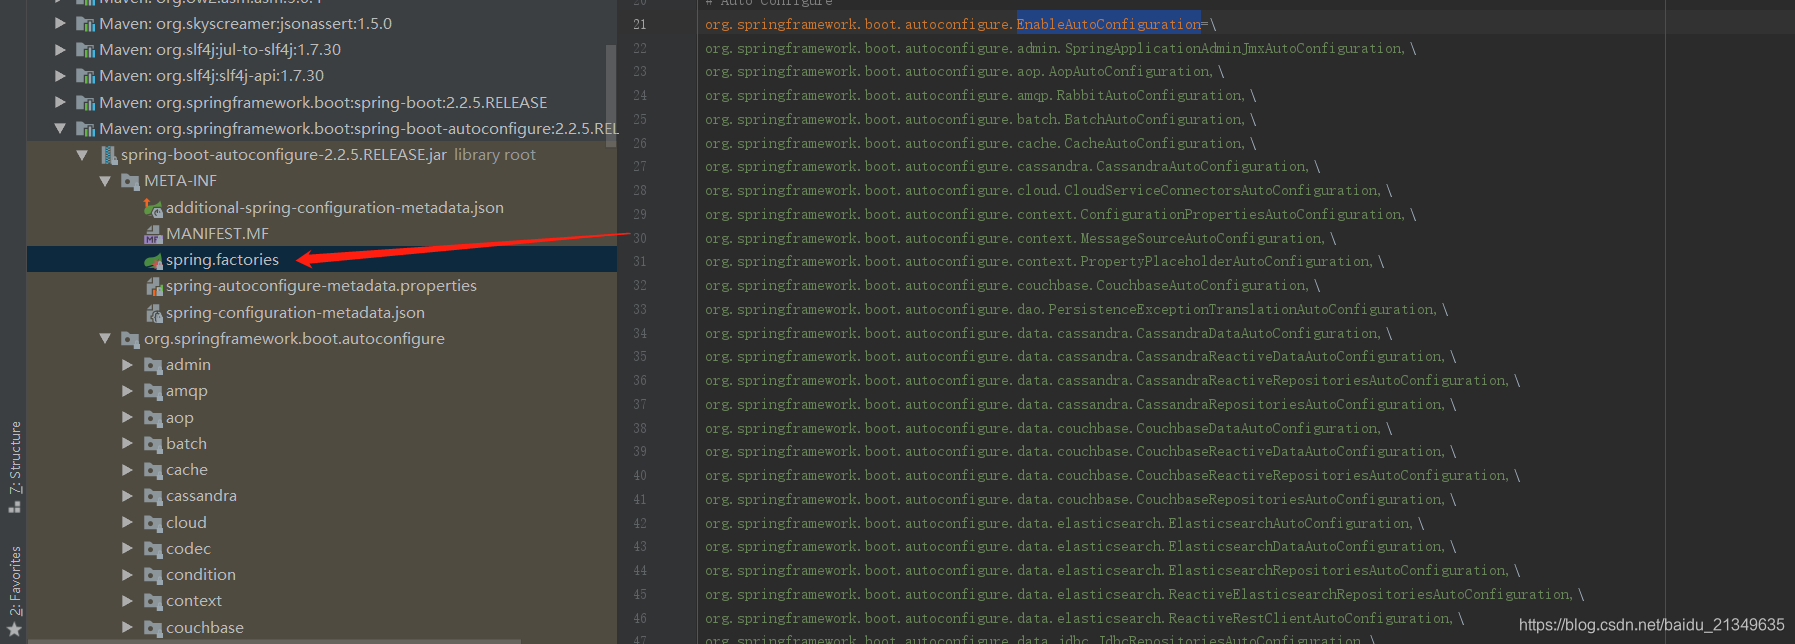 Maven: org.ow2.asm:asm:5.0.4
Maven: org.skyscreamer:jsonassert:1.5.0
Maven: org.slf4j:jul-to-slf4j:1.7.30
Maven: org.slf4j:slf4j-api:1.7.30
Maven: org.springframework.boot:spring-boot:2.2.5.RELEASE
Maven: org.springframework.boot:spring-boot-autoconfigure:2.2.5.REL
spring-boot-autoconfigure-2.2.5.RELEASE.jar library root
META-INF
additional-spring-configuration-metadata.json
MANIFEST.MF
spring.factories
spring-autoconfigure-metadata.properties
spring-configuration-metadata.json
org.springframework.boot.autoconfigure
admin
amqp
aop
batch
cache
cassandra
cloud
codec
condition
context
couchbase
7: Structure
2: Favorites
20 # Auto Configure
21 org.springframework.boot.autoconfigure.EnableAutoConfiguration=\
22 org.springframework.boot.autoconfigure.admin.SpringApplicationAdminJmxAutoConfiguration,\
23 org.springframework.boot.autoconfigure.aop.AopAutoConfiguration,\
24 org.springframework.boot.autoconfigure.amqp.RabbitAutoConfiguration,\
25 org.springframework.boot.autoconfigure.batch.BatchAutoConfiguration,\
26 org.springframework.boot.autoconfigure.cache.CacheAutoConfiguration,\
27 org.springframework.boot.autoconfigure.cassandra.CassandraAutoConfiguration,\
28 org.springframework.boot.autoconfigure.cloud.CloudServiceConnectorsAutoConfiguration,\
29 org.springframework.boot.autoconfigure.context.ConfigurationPropertiesAutoConfiguration,\
30 org.springframework.boot.autoconfigure.context.MessageSourceAutoConfiguration,\
31 org.springframework.boot.autoconfigure.context.PropertyPlaceholderAutoConfiguration,\
32 org.springframework.boot.autoconfigure.couchbase.CouchbaseAutoConfiguration,\
33 org.springframework.boot.autoconfigure.dao.PersistenceExceptionTranslationAutoConfiguration,\
34 org.springframework.boot.autoconfigure.data.cassandra.CassandraDataAutoConfiguration,\
35 org.springframework.boot.autoconfigure.data.cassandra.CassandraReactiveDataAutoConfiguration,\
36 org.springframework.boot.autoconfigure.data.cassandra.CassandraReactiveRepositoriesAutoConfiguration,\
37 org.springframework.boot.autoconfigure.data.cassandra.CassandraRepositoriesAutoConfiguration,\
38 org.springframework.boot.autoconfigure.data.couchbase.CouchbaseDataAutoConfiguration,\
39 org.springframework.boot.autoconfigure.data.couchbase.CouchbaseReactiveDataAutoConfiguration,\
40 org.springframework.boot.autoconfigure.data.couchbase.CouchbaseReactiveRepositoriesAutoConfiguration,\
41 org.springframework.boot.autoconfigure.data.couchbase.CouchbaseRepositoriesAutoConfiguration,\
42 org.springframework.boot.autoconfigure.data.elasticsearch.ElasticsearchAutoConfiguration,\
43 org.springframework.boot.autoconfigure.data.elasticsearch.ElasticsearchDataAutoConfiguration,\
44 org.springframework.boot.autoconfigure.data.elasticsearch.ElasticsearchRepositoriesAutoConfiguration,\
45 org.springframework.boot.autoconfigure.data.elasticsearch.ReactiveElasticsearchRepositoriesAutoConfiguration,\
46 org.springframework.boot.autoconfigure.data.elasticsearch.ReactiveRestClientAutoConfiguration,\
47 org.springframework.boot.autoconfigure.data.jdbc.JdbcRepositoriesAutoConfiguration,\
https://blog.csdn.net/baidu_21349635